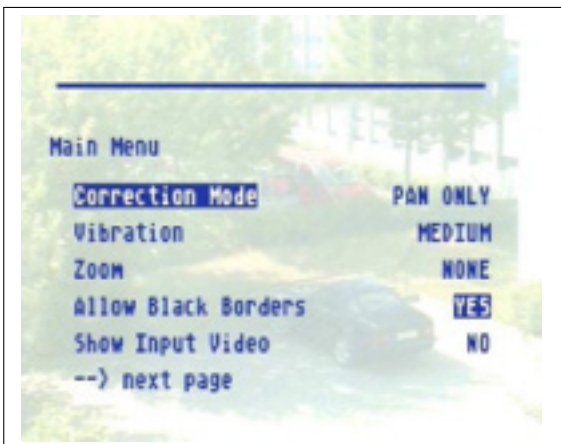 Main Menu
Correction Mode PAN ONLY
Vibration MEDIUM
Zoom NONE
Allow Black Borders YES
Show Input Video NO
--> next page